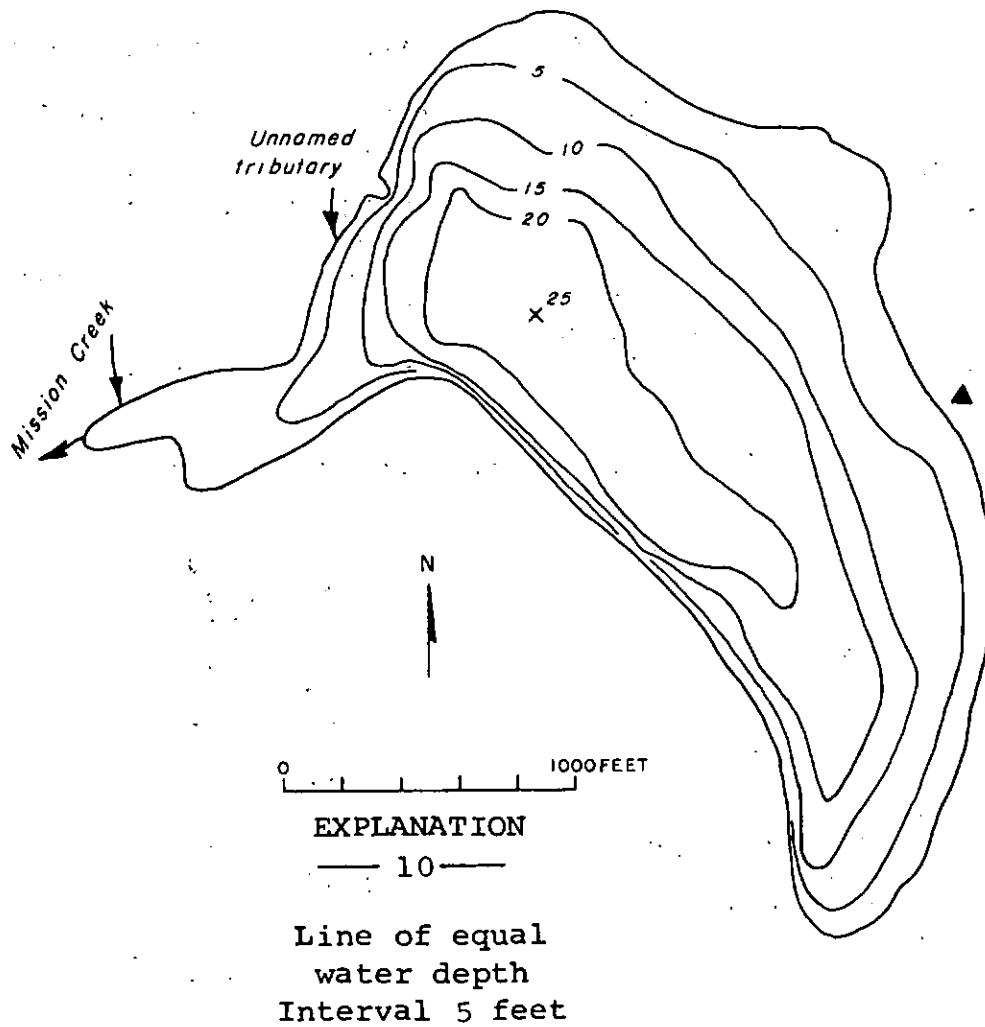 5
Unnamed
tributary
10
15
20
x 25
Mission Creek
N
0 1000 FEET
EXPLANATION
10
Line of equal
water depth
Interval 5 feet